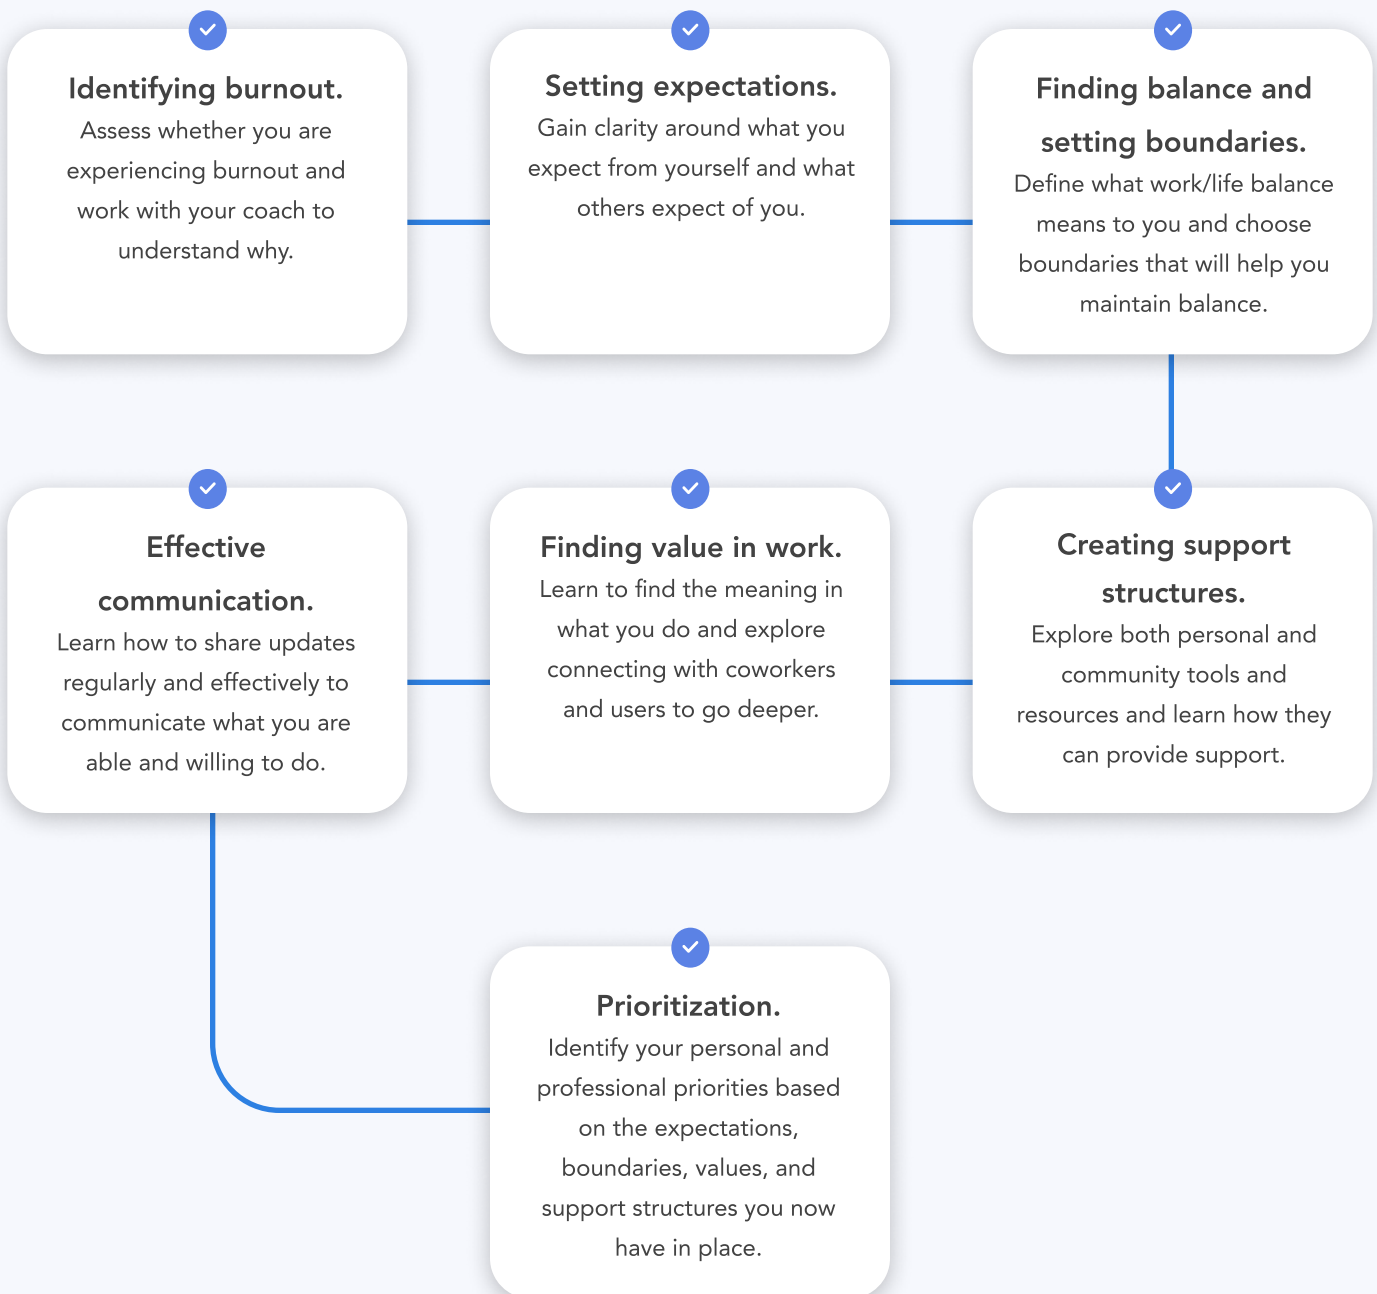 Identifying burnout.
Assess whether you are
experiencing burnout and
work with your coach to
understand why.
Setting expectations.
Gain clarity around what you
expect from yourself and what
others expect of you.
Finding balance and
setting boundaries.
Define what work/life balance
means to you and choose
boundaries that will help you
maintain balance.
Creating support
structures.
Explore both personal and
community tools and
resources and learn how they
can provide support.
Finding value in work.
Learn to find the meaning in
what you do and explore
connecting with coworkers
and users to go deeper.
Effective
communication.
Learn how to share updates
regularly and effectively to
communicate what you are
able and willing to do.
Prioritization.
Identify your personal and
professional priorities based
on the expectations,
boundaries, values, and
support structures you now
have in place.